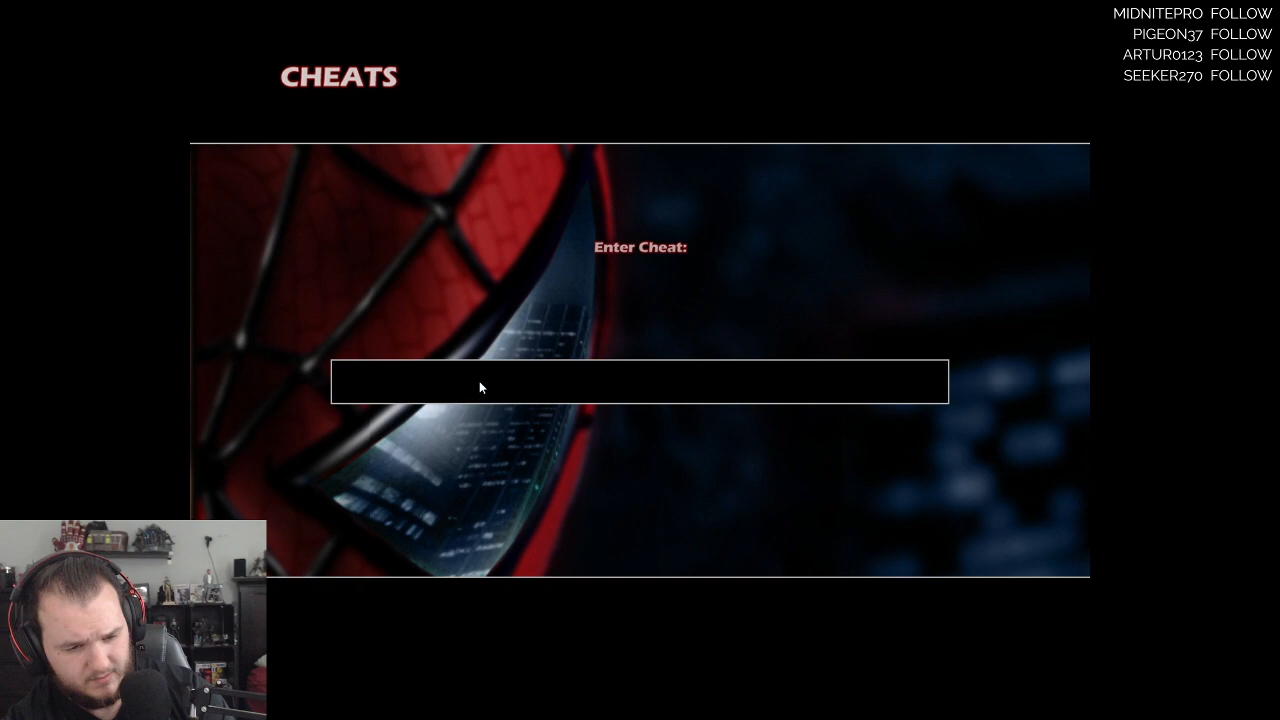 MIDNITEPRO FOLLOW
PIGEON37 FOLLOW
ARTUR0123 FOLLOW
SEEKER270 FOLLOW
CHEATS
Enter Cheat: